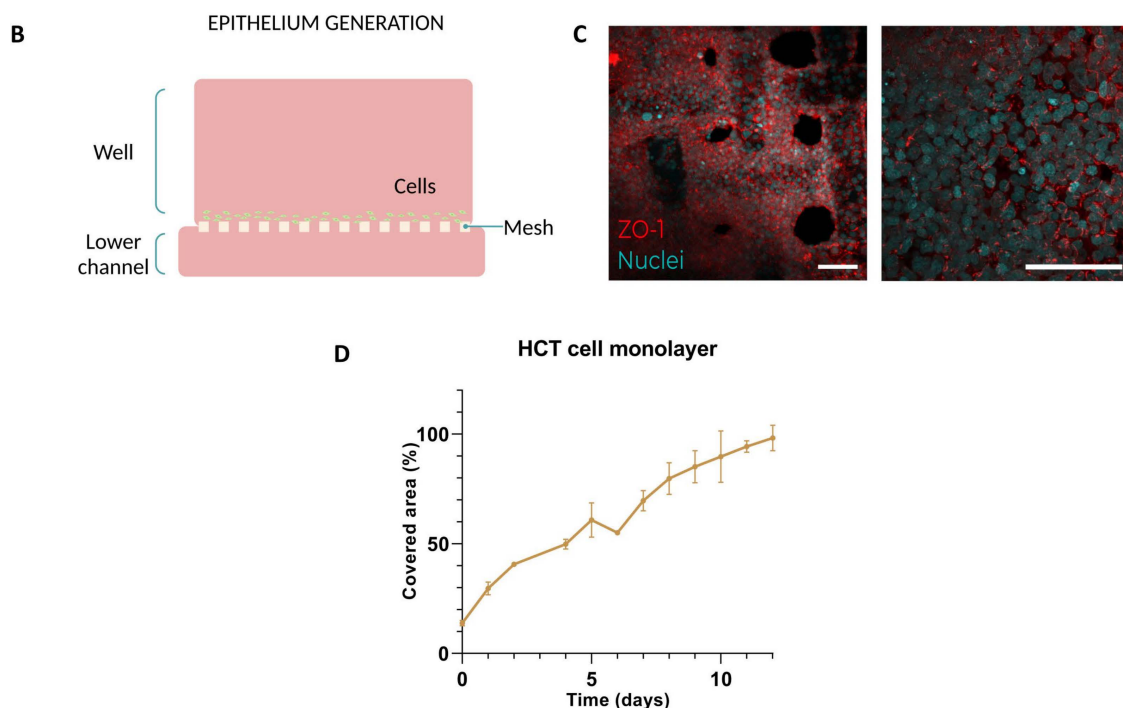 B
EPITHELIUM GENERATION
Well
Cells
Mesh
Lower
channel
C
ZO-1
Nuclei
D
HCT cell monolayer
Covered area (%)
100
50
0
0
5
10
Time (days)